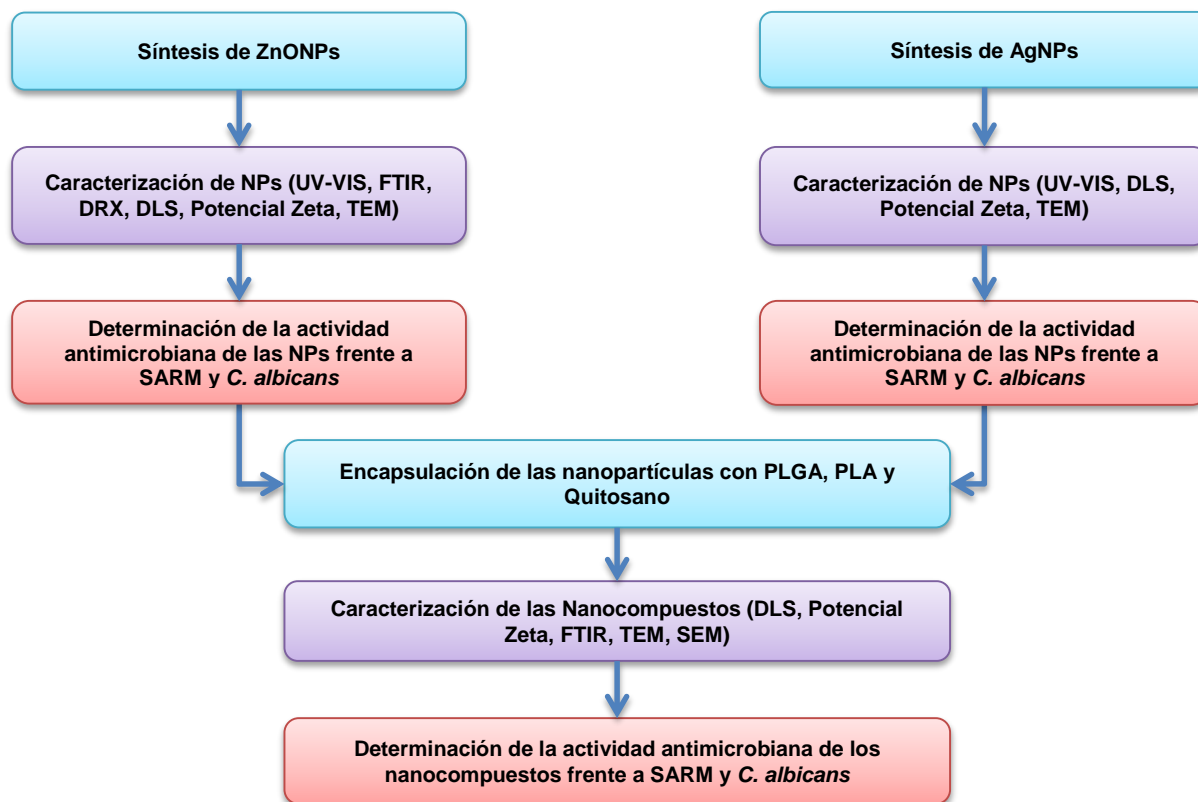 Síntesis de ZnONPs
Síntesis de AgNPs
Caracterización de NPs (UV-VIS, FTIR,
DRX, DLS, Potencial Zeta, TEM)
Caracterización de NPs (UV-VIS, DLS,
Potencial Zeta, TEM)
Determinación de la actividad
antimicrobiana de las NPs frente a
SARM y C. albicans
Determinación de la actividad
antimicrobiana de las NPs frente a
SARM y C. albicans
Encapsulación de las nanopartículas con PLGA, PLA y
Quitosano
Caracterización de las Nanocompuestos (DLS, Potencial
Zeta, FTIR, TEM, SEM)
Determinación de la actividad antimicrobiana de los
nanocompuestos frente a SARM y C. albicans